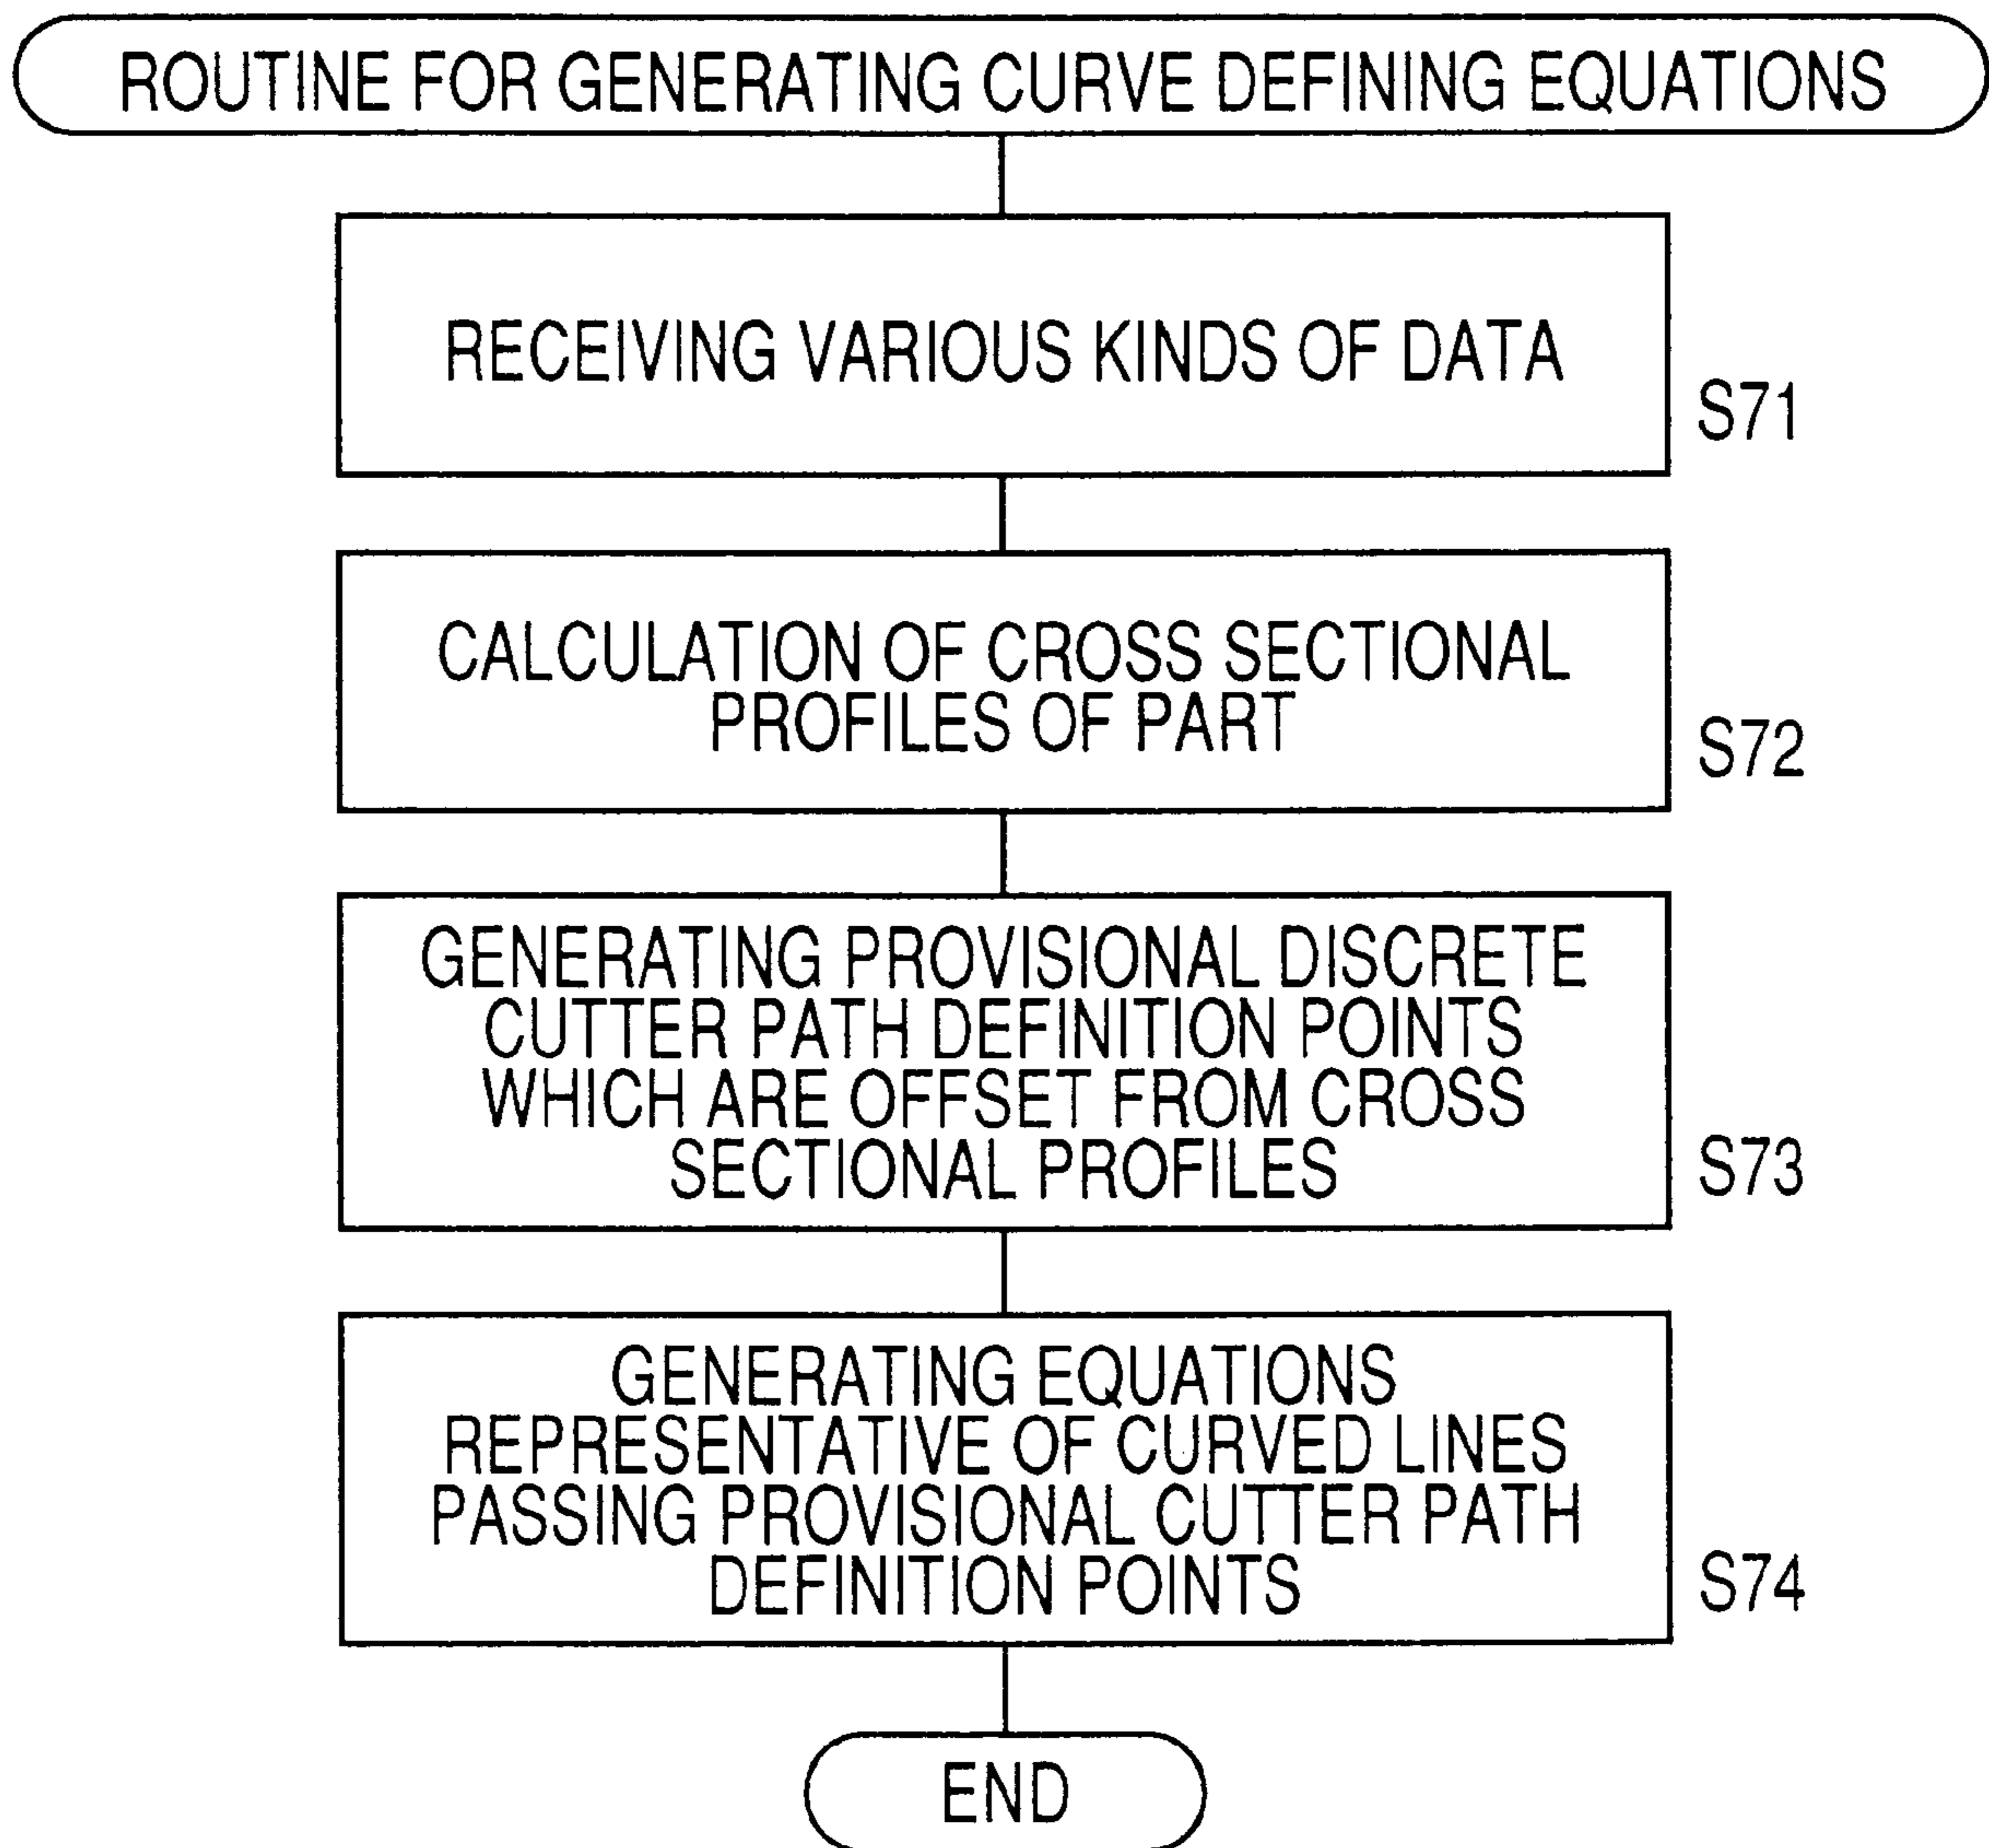 ROUTINE FOR GENERATING CURVE DEFINING EQUATIONS
RECEIVING VARIOUS KINDS OF DATA
S71
CALCULATION OF CROSS SECTIONAL
PROFILES OF PART
S72
GENERATING PROVISIONAL DISCRETE
CUTTER PATH DEFINITION POINTS
WHICH ARE OFFSET FROM CROSS
SECTIONAL PROFILES
S73
GENERATING EQUATIONS
REPRESENTATIVE OF CURVED LINES
PASSING PROVISIONAL CUTTER PATH
DEFINITION POINTS
S74
END